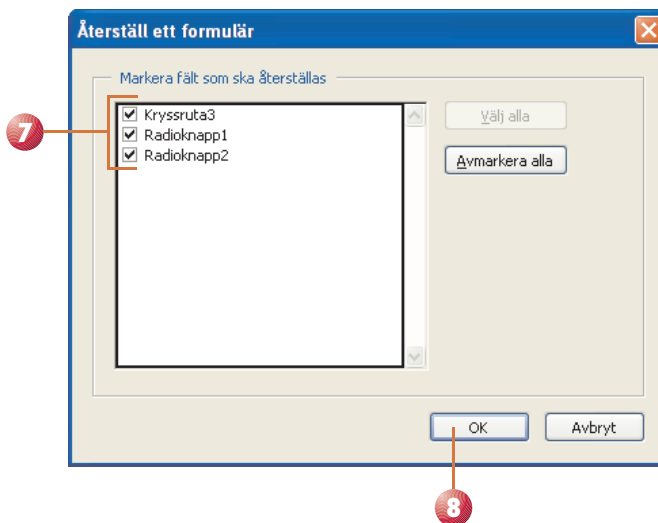 Återställ ett formulär
Markera fält som ska återställas
Kryssruta3
Radioknapp1
Radioknapp2
Välj alla
Avmarkera alla
7
OK
Avbryt
8